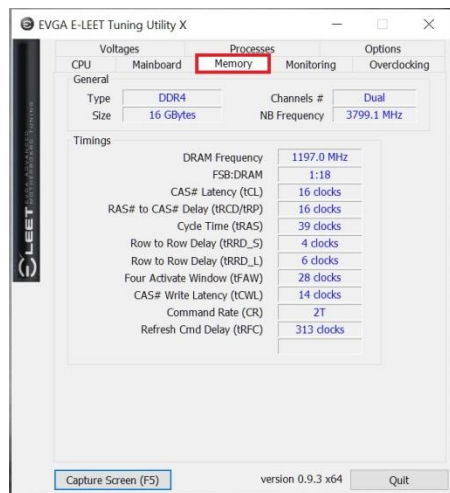 EVGA E-LEET Tuning Utility X
Voltages Processes Options
CPU Mainboard Memory Monitoring Overclocking
General
Type DDR4 Channels # Dual
Size 16 GBytes NB Frequency 3799.1 MHz
Timings
DRAM Frequency 1197.0 MHz
FSB:DRAM 1:18
CAS# Latency (tCL) 16 clocks
RAS# to CAS# Delay (tRCD/tRP) 16 clocks
Cycle Time (tRAS) 39 clocks
Row to Row Delay (tRRD_S) 4 clocks
Row to Row Delay (tRRD_L) 6 clocks
Four Activate Window (tFAW) 28 clocks
CAS# Write Latency (tCWL) 14 clocks
Command Rate (CR) 2T
Refresh Cmd Delay (tRFC) 313 clocks
Capture Screen (F5) version 0.9.3 x64 Quit
E-LEET
EVGA ADVANCED
MOTHERBOARD TUNING